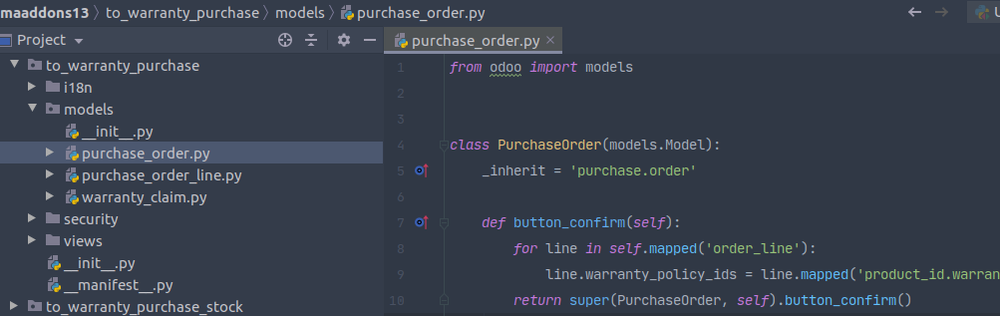 maaddons13 to_warranty_purchase models purchase_order.py
Project
to_warranty_purchase
i18n
models
__init__.py
purchase_order.py
purchase_order_line.py
warranty_claim.py
security
views
__init__.py
__manifest__.py
to_warranty_purchase_stock
purchase_order.py
1 from odoo import models
2
3
4 class PurchaseOrder(models.Model):
5 _inherit = 'purchase.order'
6
7 def button_confirm(self):
8 for line in self.mapped('order_line'):
9 line.warranty_policy_ids = line.mapped('product_id.warran
10 return super(PurchaseOrder, self).button_confirm()